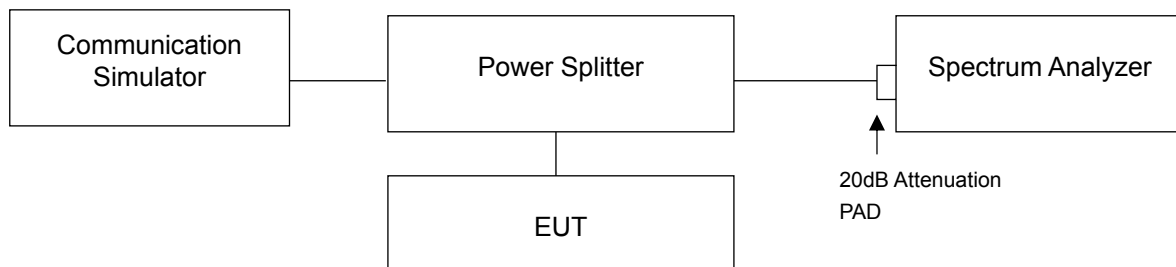 Communication
Simulator
Power Splitter
Spectrum Analyzer
20dB Attenuation
PAD
EUT